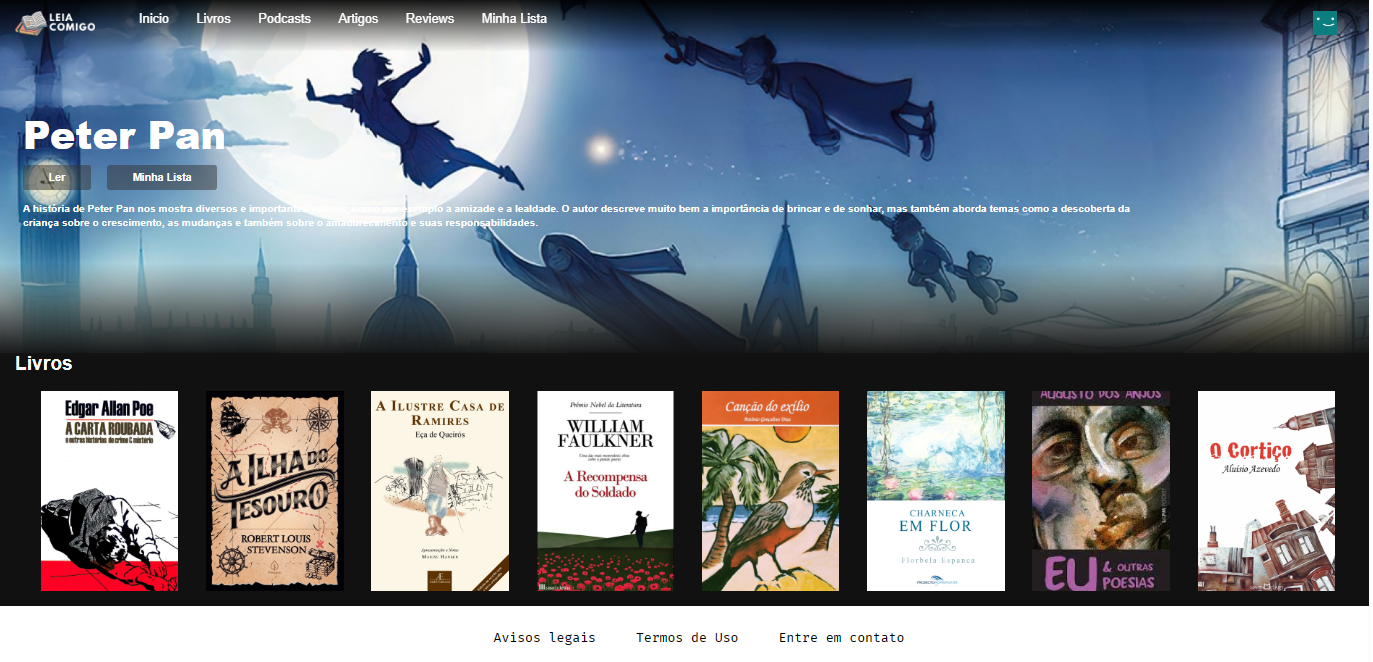 LEIA
COMIGO
Inicio
Livros
Podcasts
Artigos
Reviews
Minha Lista
Peter Pan
Ler
Minha Lista
A história de Peter Pan nos mostra diversos e importan a amizade e a lealdade. O autor descreve muito bem a importância de brincar e de sonhar, mas também aborda temas como a descoberta da
criança sobre o crescimento, as mudanças e também sobre o amadurecimento e suas responsabilidades.
Livros
Edgar Allan Poe
A CARTA ROUBADA
e outras histórias de crime & mistério
A ILHA DO
TESOURO
ROBERT LOUIS
STEVENSON
A ILUSTRE CASA DE
RAMIRES
Eça de Queirós
Apresentação e Notas
Prêmio Nobel da Literatura
WILLIAM
FAULKNER
A Recompensa
do Soldado
Canção do exílio
Antônio Gonçalves Dias
CHARNECA
EM FLOR
Florbela Espanca
AUGUSTO DOS ANJOS
EU & OUTRAS
POESIAS
O Cortiço
Aluísio Azevedo
Avisos legais
Termos de Uso
Entre em contato